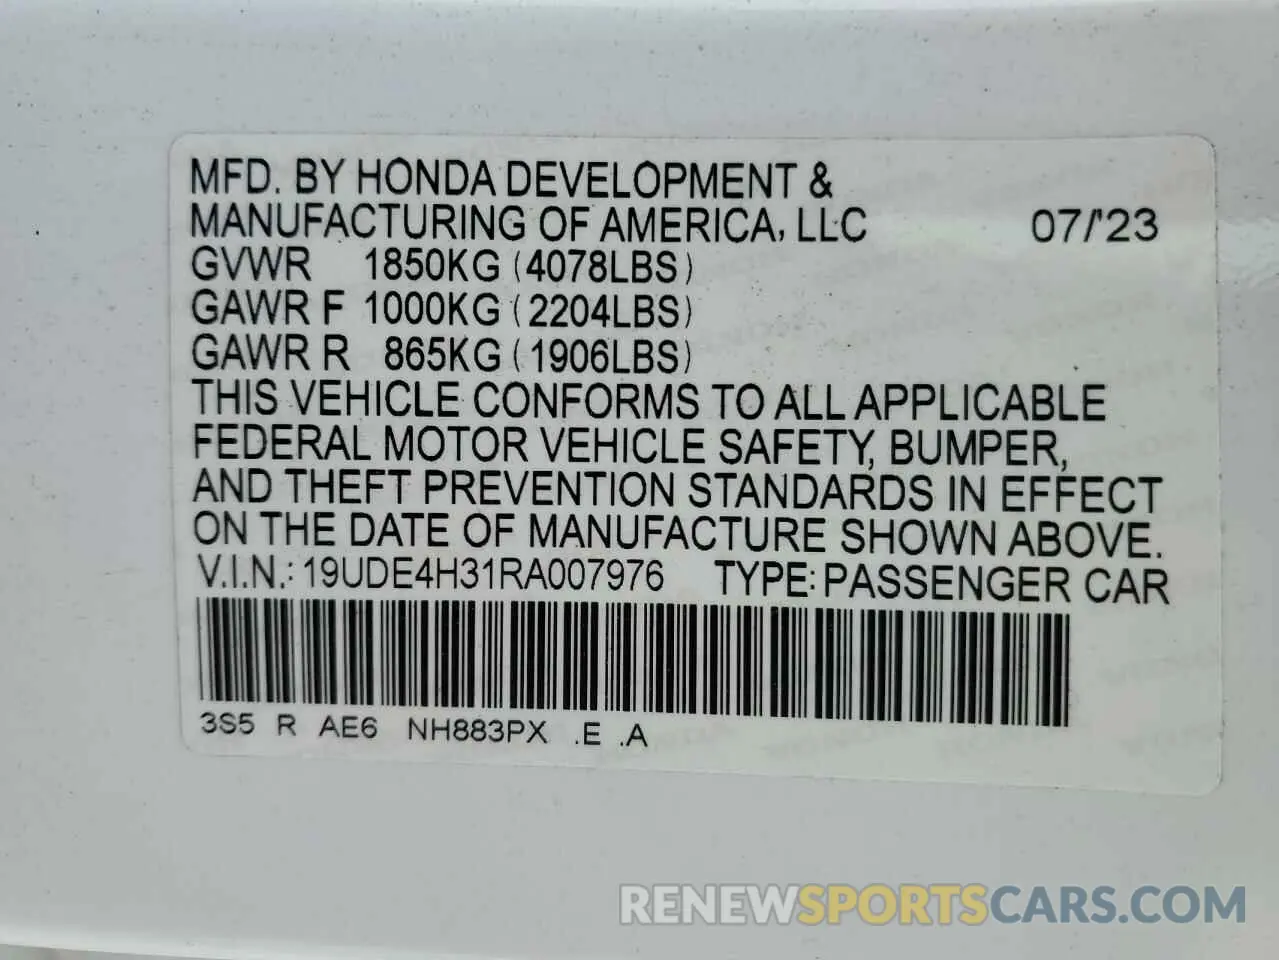 MFD. BY HONDA DEVELOPMENT &
MANUFACTURING OF AMERICA, LLC 07/'23
GVWR 1850KG (4078LBS)
GAWR F 1000KG (2204LBS)
GAWR R 865KG (1906LBS)
THIS VEHICLE CONFORMS TO ALL APPLICABLE
FEDERAL MOTOR VEHICLE SAFETY, BUMPER,
AND THEFT PREVENTION STANDARDS IN EFFECT
ON THE DATE OF MANUFACTURE SHOWN ABOVE.
V.I.N.: 19UDE4H31RA007976 TYPE: PASSENGER CAR
3S5 R AE6 NH883PX .E .A
RENEWSPORTSCARS.COM